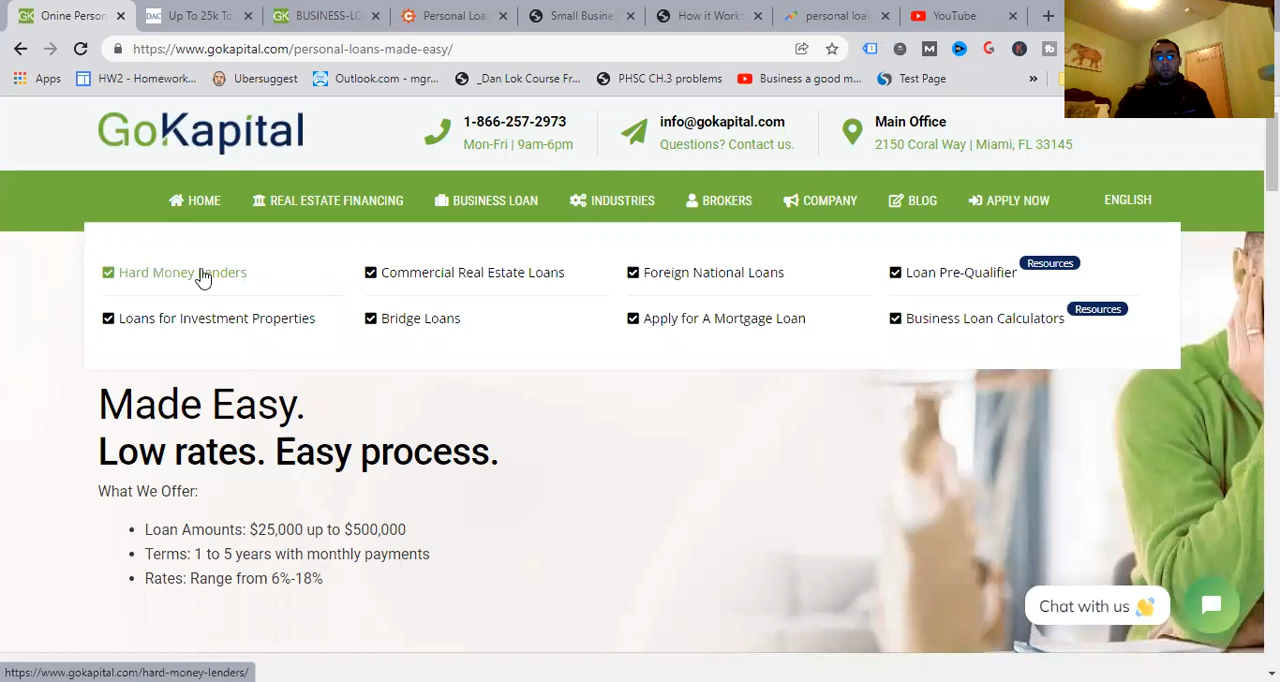 Onine Person
Up To 25k To
BUSINESS-LO
Personal Loa
Small Busine
How it Works
personal loa
YouTube
https://www.gokapital.com/personal-loans-made-easy/
Apps
HW2 - Homework...
Ubersuggest
Outlook.com - mgr...
_Dan Lok Course Fr...
PHSC CH.3 problems
Business a good m...
Test Page
»
GoKapital
1-866-257-2973
Mon-Fri | 9am-6pm
info@gokapital.com
Questions? Contact us.
Main Office
2150 Coral Way | Miami, FL 33145
HOME
REAL ESTATE FINANCING
BUSINESS LOAN
INDUSTRIES
BROKERS
COMPANY
BLOG
APPLY NOW
ENGLISH
Hard Money Lenders
Commercial Real Estate Loans
Foreign National Loans
Loan Pre-Qualifier
Resources
Loans for Investment Properties
Bridge Loans
Apply for A Mortgage Loan
Business Loan Calculators
Resources
Made Easy.
Low rates. Easy process.
What We Offer:
• Loan Amounts: $25,000 up to $500,000
• Terms: 1 to 5 years with monthly payments
• Rates: Range from 6%-18%
Chat with us 👋
https://www.gokapital.com/hard-money-lenders/